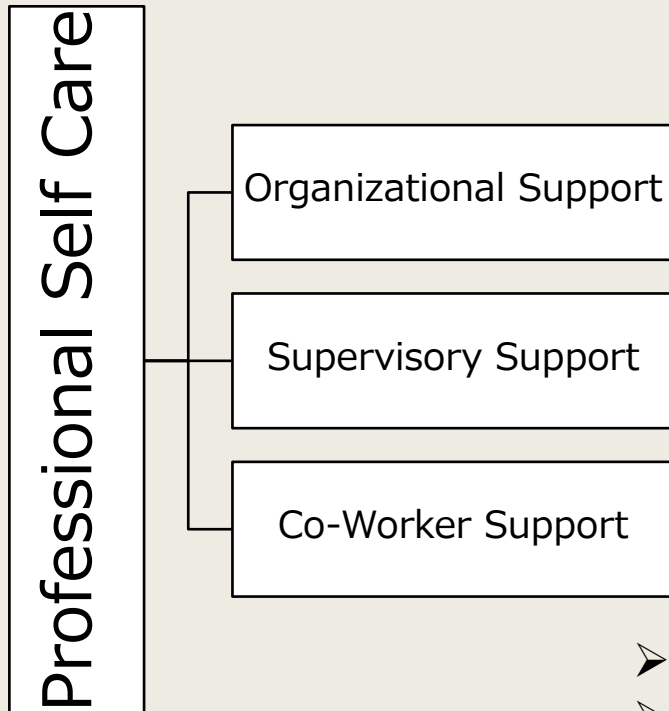 Professional Self Care
Organizational Support
Supervisory Support
Co-Worker Support
➢
➢